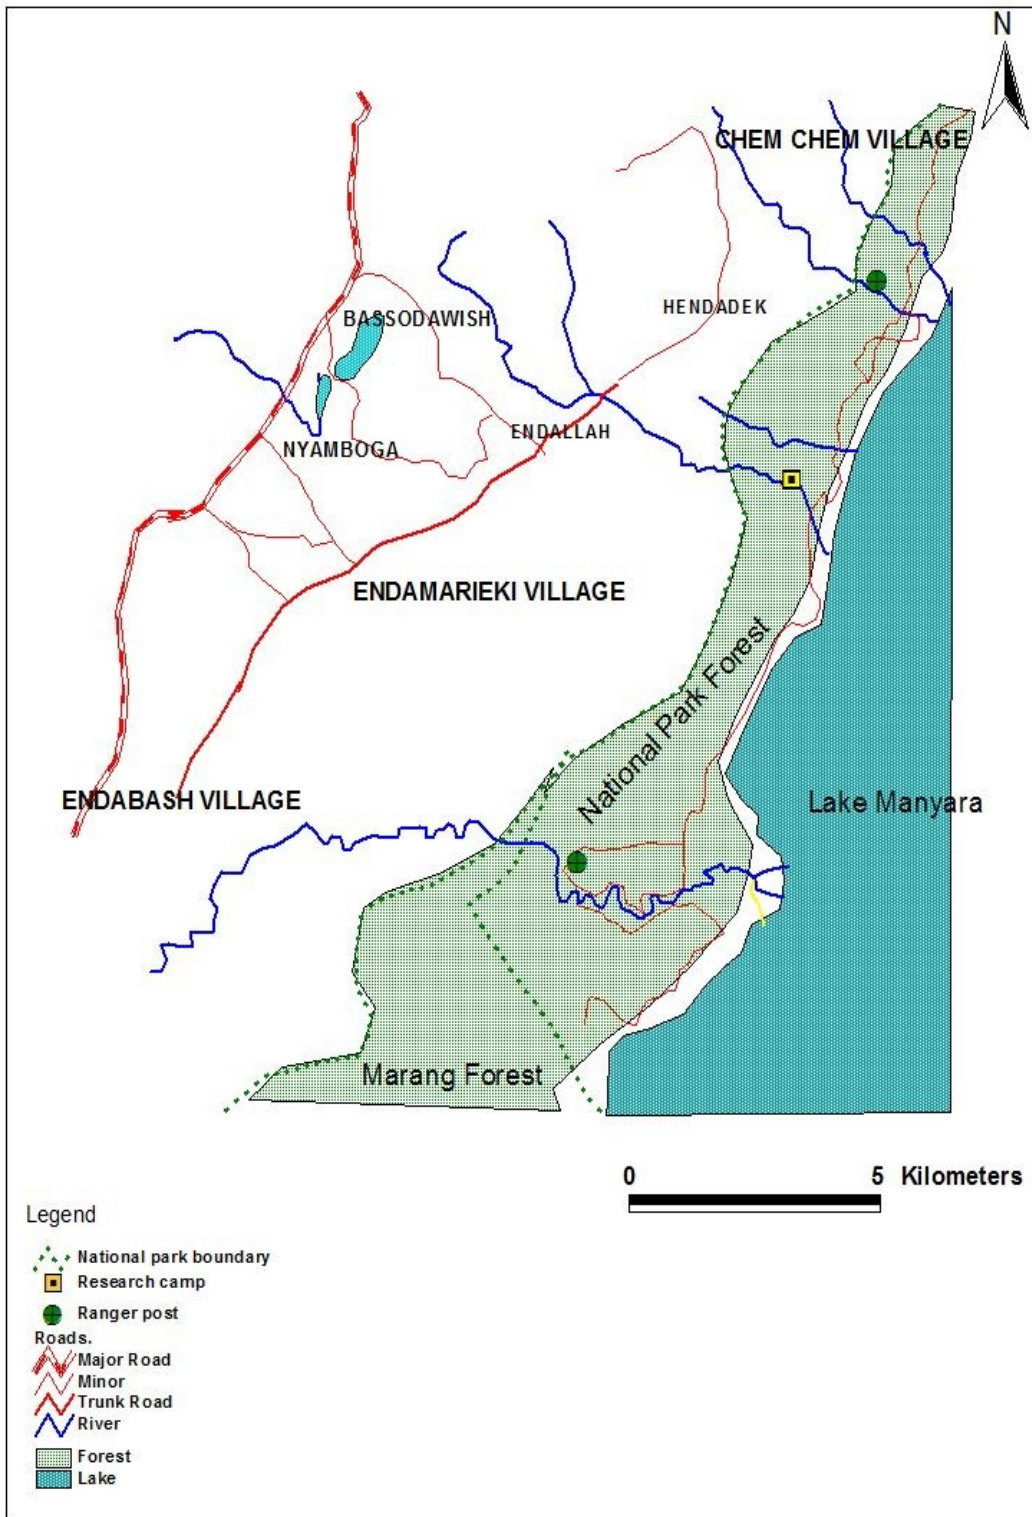 N
CHEM CHEM VILLAGE
HENDADEK
BASSODAWISH
ENDALLAH
NYAMBOGA
ENDAMARIEKI VILLAGE
National Park Forest
ENDABASH VILLAGE
Lake Manyara
Marang Forest
0 5 Kilometers
Legend
National park boundary
Research camp
Ranger post
Roads.
Major Road
Minor
Trunk Road
River
Forest
Lake